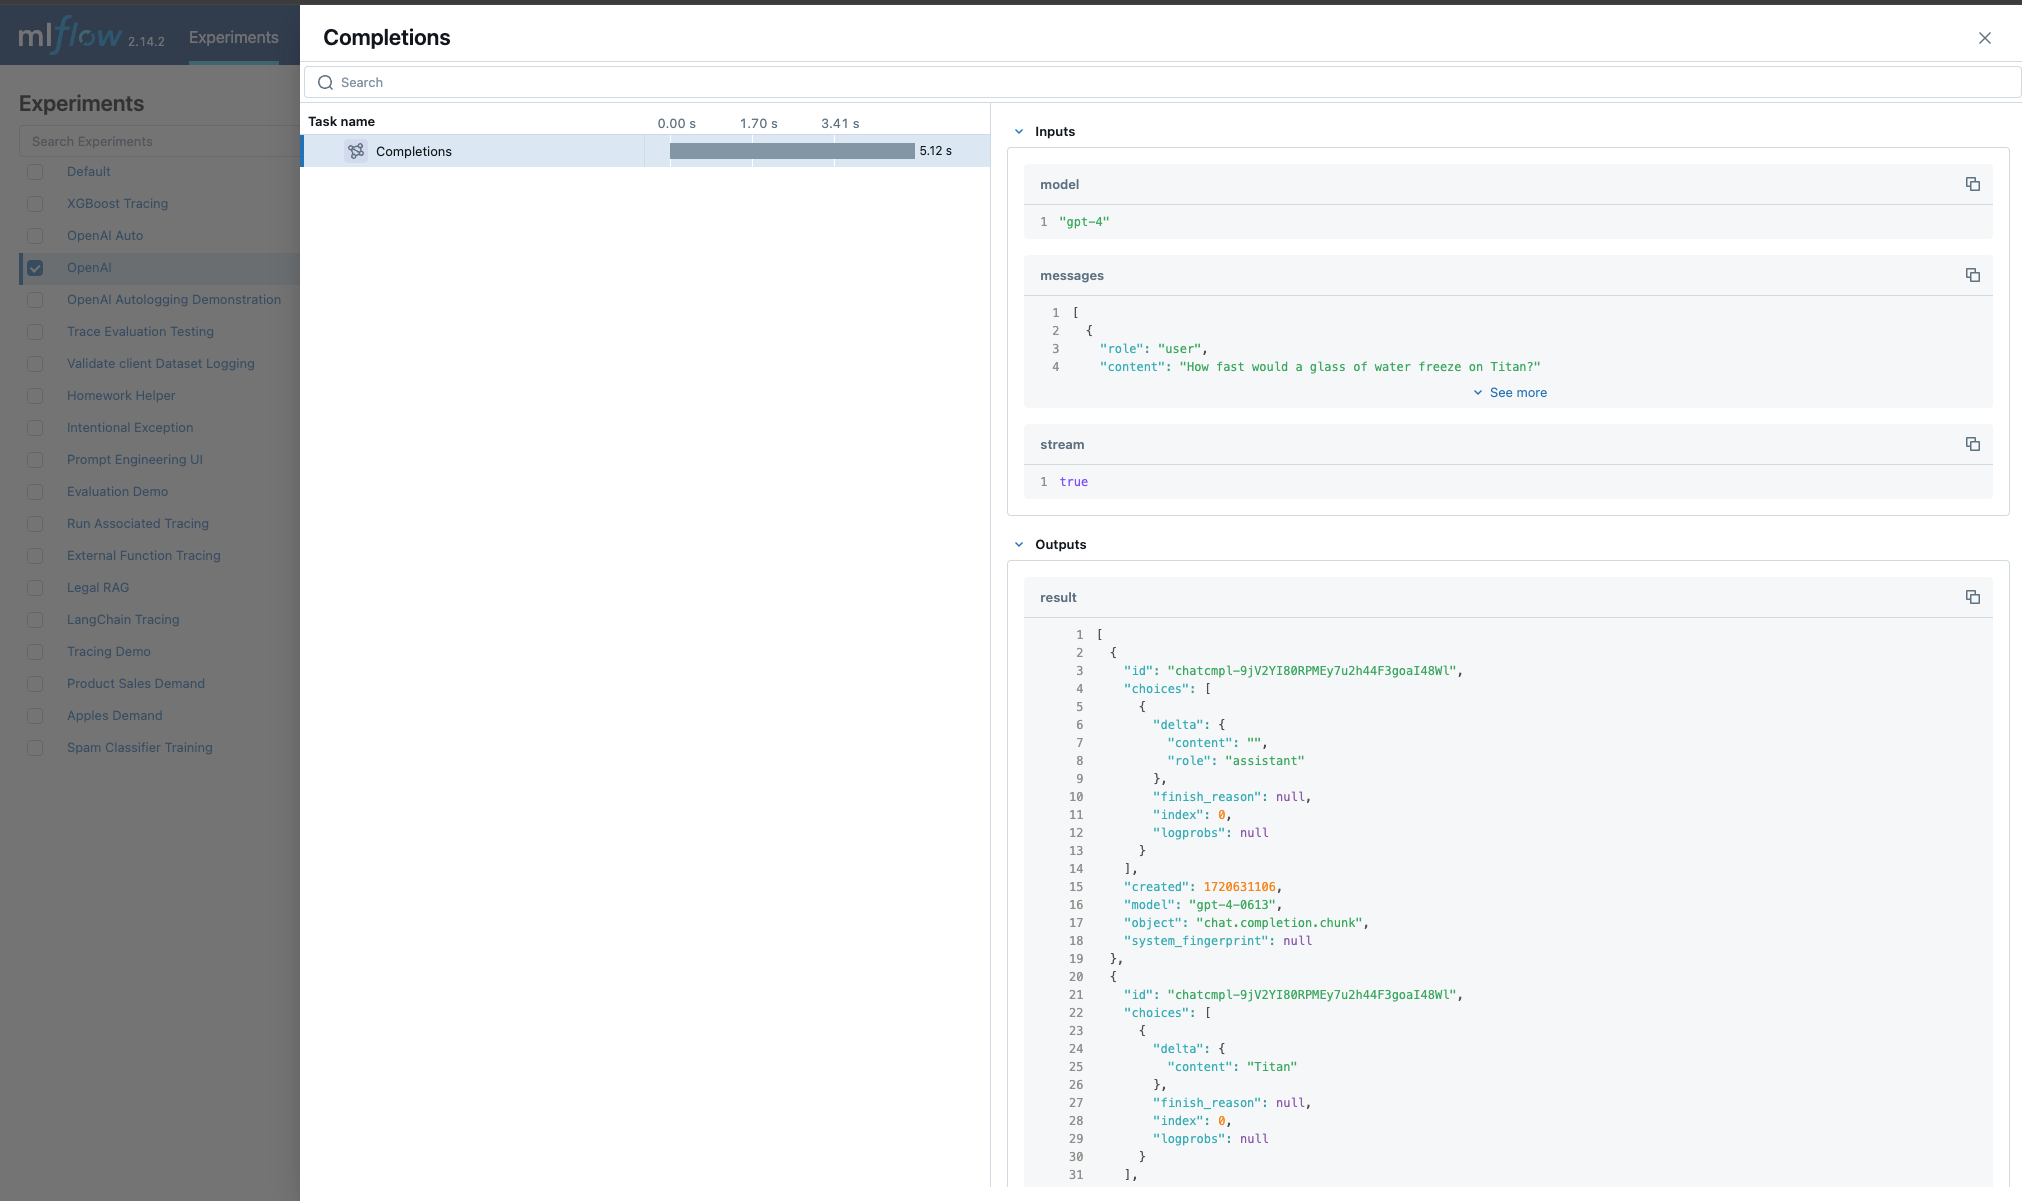 mlflow 2.14.2 Experiments
Experiments
Search Experiments
Default
XGBoost Tracing
OpenAI Auto
OpenAI
OpenAI Autologging Demonstration
Trace Evaluation Testing
Validate client Dataset Logging
Homework Helper
Intentional Exception
Prompt Engineering UI
Evaluation Demo
Run Associated Tracing
External Function Tracing
Legal RAG
LangChain Tracing
Tracing Demo
Product Sales Demand
Apples Demand
Spam Classifier Training
Completions
Search
Task name 0.00 s 1.70 s 3.41 s
Completions 5.12 s
Inputs
model
1 "gpt-4"
messages
1 [
2 {
3 "role": "user",
4 "content": "How fast would a glass of water freeze on Titan?"
See more
stream
1 true
Outputs
result
1 [
2 {
3 "id": "chatcmpl-9jV2YI80RPMEy7u2h44F3goaI48Wl",
4 "choices": [
5 {
6 "delta": {
7 "content": "",
8 "role": "assistant"
9 },
10 "finish_reason": null,
11 "index": 0,
12 "logprobs": null
13 }
14 ],
15 "created": 1720631106,
16 "model": "gpt-4-0613",
17 "object": "chat.completion.chunk",
18 "system_fingerprint": null
19 },
20 {
21 "id": "chatcmpl-9jV2YI80RPMEy7u2h44F3goaI48Wl",
22 "choices": [
23 {
24 "delta": {
25 "content": "Titan"
26 },
27 "finish_reason": null,
28 "index": 0,
29 "logprobs": null
30 }
31 ],